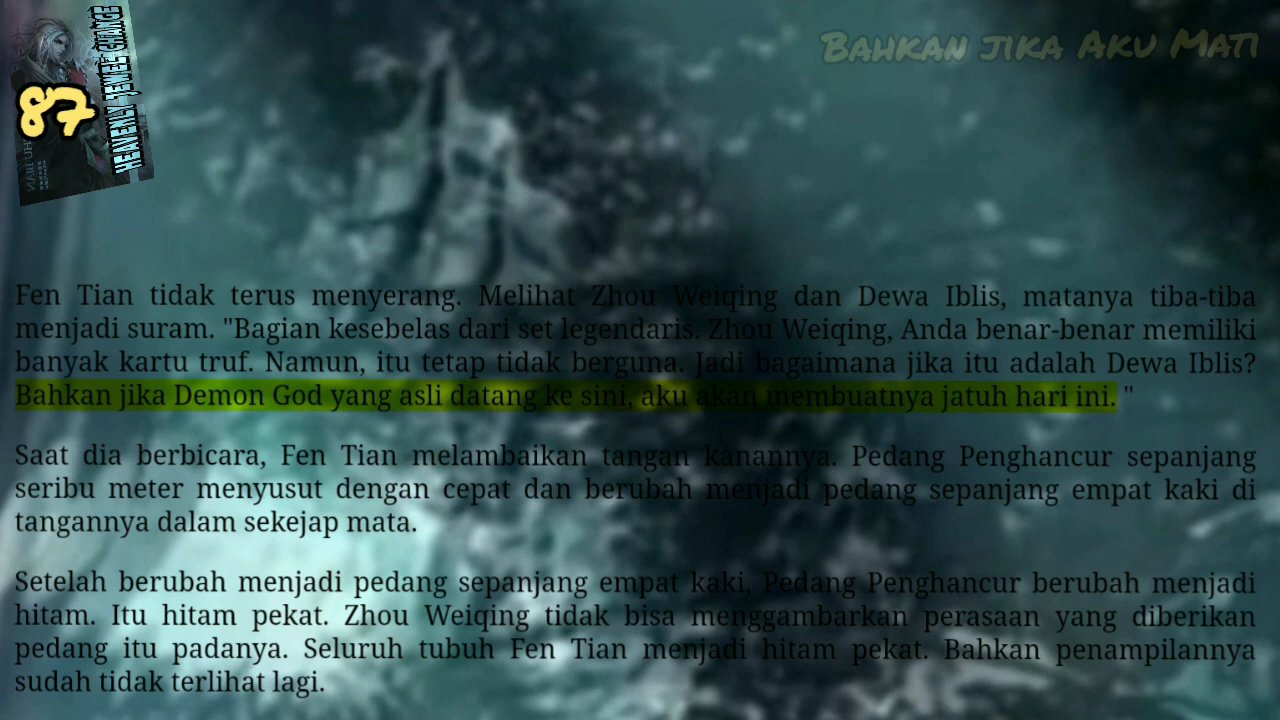 87
HEAVENLY JEWEL CHANGE
Bahkan jika Aku Mati
Fen Tian tidak terus menyerang. Melihat Zhou Weiqing dan Dewa Iblis, matanya tiba-tiba
menjadi suram. "Bagian kesebelas dari set legendaris. Zhou Weiqing, Anda benar-benar memiliki
banyak kartu truf. Namun, itu tetap tidak berguna. Jadi bagaimana jika itu adalah Dewa Iblis?
Bahkan jika Demon God yang asli datang ke sini, aku akan membuatnya jatuh hari ini. "
Saat dia berbicara, Fen Tian melambaikan tangan kanannya. Pedang Penghancur sepanjang
seribu meter menyusut dengan cepat dan berubah menjadi pedang sepanjang empat kaki di
tangannya dalam sekejap mata.
Setelah berubah menjadi pedang sepanjang empat kaki, Pedang Penghancur berubah menjadi
hitam. Itu hitam pekat. Zhou Weiqing tidak bisa menggambarkan perasaan yang diberikan
pedang itu padanya. Seluruh tubuh Fen Tian menjadi hitam pekat. Bahkan penampilannya
sudah tidak terlihat lagi.